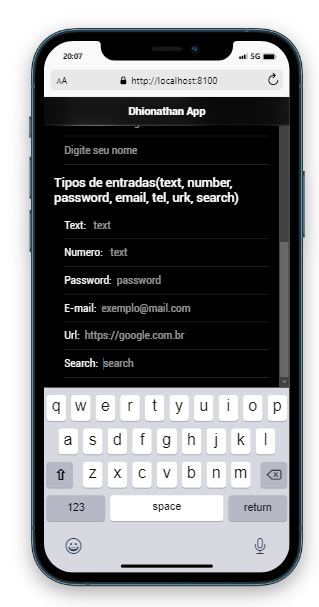 20:07
5G
AA
http://localhost:8100
Dhionathan App
Digite seu nome
Tipos de entradas(text, number,
password, email, tel, urk, search)
Text: text
Numero: text
Password: password
E-mail: exemplo@mail.com
Url: https://google.com.br
Search: search
q w e r t y u i o p
a s d f g h j k l
z x c v b n m
123 space return